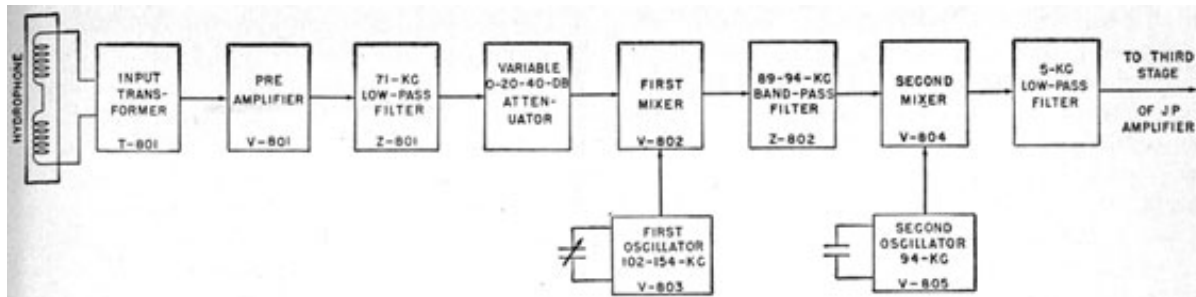 HYDROPHONE
INPUT
TRANS-
FORMER
T-801
PRE
AMPLIFIER
V-801
71-KC
LOW-PASS
FILTER
Z-801
VARIABLE
0-20-40-DB
ATTEN-
UATOR
FIRST
MIXER
V-802
89-94-KC
BAND-PASS
FILTER
Z-802
SECOND
MIXER
V-804
5-KC
LOW-PASS
FILTER
TO THIRD
STAGE
OF JP
AMPLIFIER
FIRST
OSCILLATOR
102-154-KC
V-803
SECOND
OSCILLATOR
94-KC
V-805